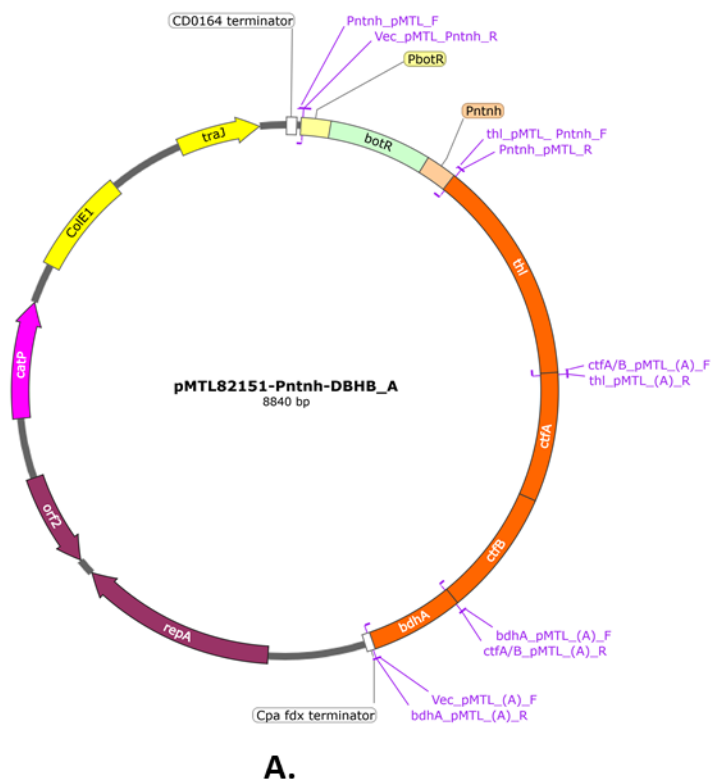 CD0164 terminator
Pntnh_pMTL_F
Vec_pMTL_Pntnh_R
PbotR
Pntnh
traJ
botR
thl_pMTL_ Pntnh_F
Pntnh_pMTL_R
ColE1
thl
catP
ctfA/B_pMTL_(A)_F
thl_pMTL_(A)_R
pMTL82151-Pntnh-DBHB_A
8840 bp
ctfA
orf2
ctfB
repA
bdhA
bdhA_pMTL_(A)_F
ctfA/B_pMTL_(A)_R
Vec_pMTL_(A)_F
bdhA_pMTL_(A)_R
Cpa fdx terminator
A.